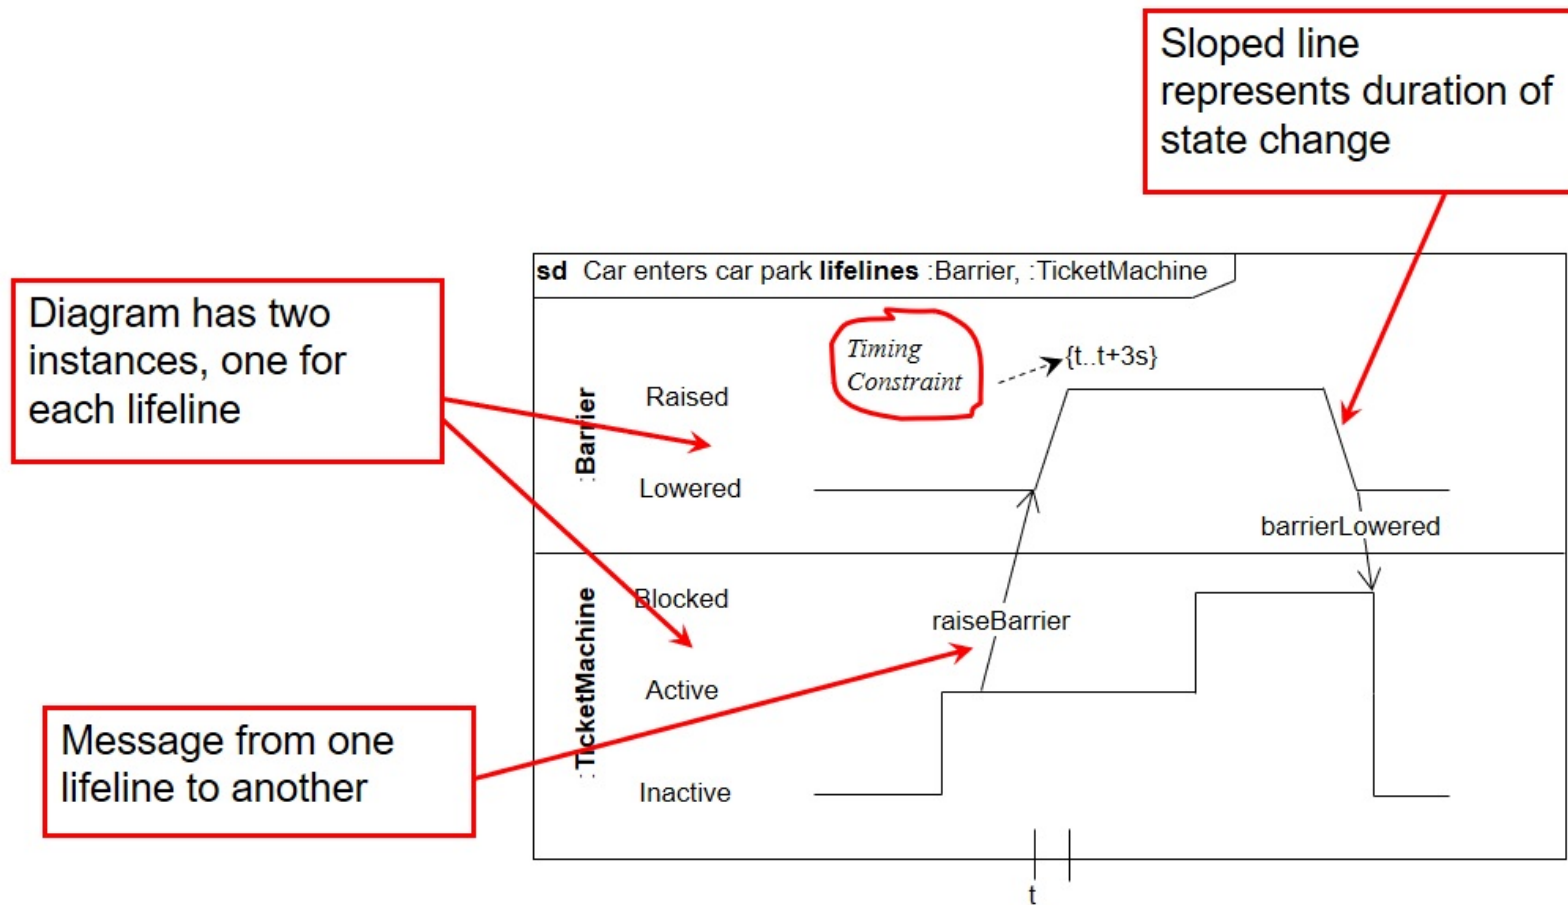 Sloped line
represents duration of
state change
sd Car enters car park lifelines :Barrier, :TicketMachine
Diagram has two
instances, one for
each lifeline
Timing
Constraint
{t..t+3s}
:Barrier
Raised
Lowered
barrierLowered
:TicketMachine
Blocked
raiseBarrier
Active
Inactive
Message from one
lifeline to another
t